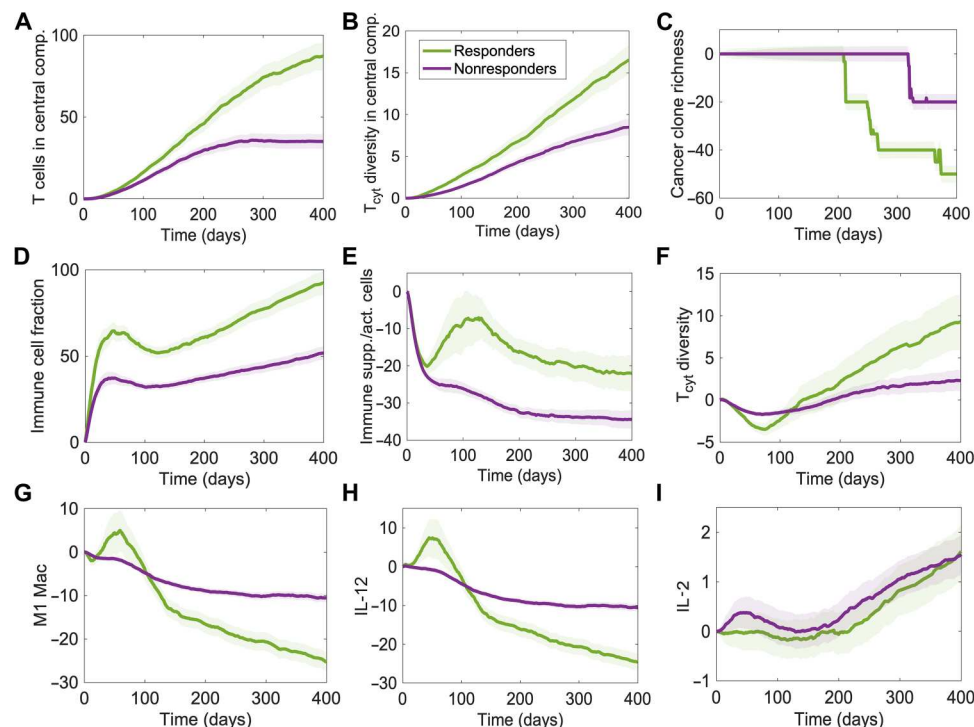 A
T cells in central comp.
100
50
0
0 100 200 300 400
Time (days)
B
T_cyt diversity in central comp.
20
15
10
5
0
0 100 200 300 400
Time (days)
Responders
Nonresponders
C
Cancer clone richness
0
−20
−40
−60
0 100 200 300 400
Time (days)
D
Immune cell fraction
100
50
0
0 100 200 300 400
Time (days)
E
Immune supp./act. cells
0
−10
−20
−30
−40
0 100 200 300 400
Time (days)
F
T_cyt diversity
15
10
5
0
−5
0 100 200 300 400
Time (days)
G
M1 Mac
10
0
−10
−20
−30
0 100 200 300 400
Time (days)
H
IL-12
10
0
−10
−20
−30
0 100 200 300 400
Time (days)
I
IL-2
2
1
0
−1
0 100 200 300 400
Time (days)